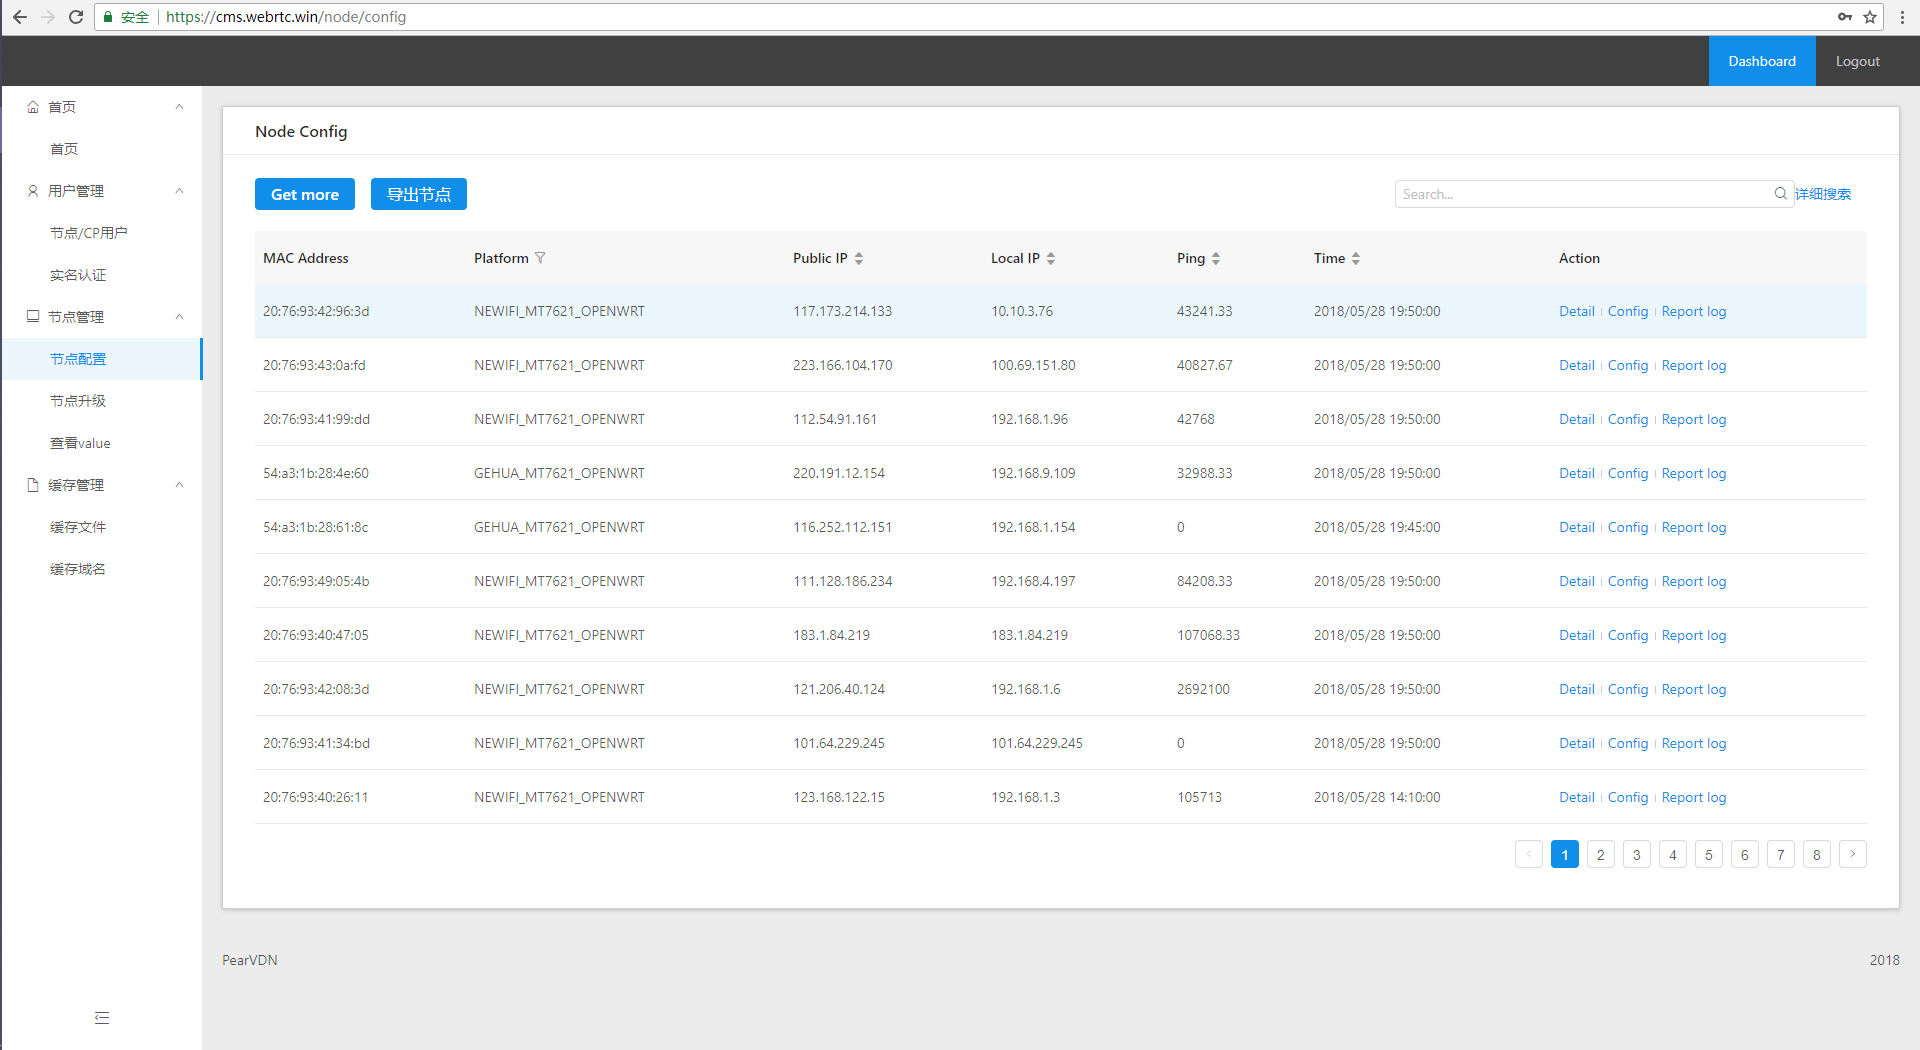 安全 https://cms.webrtc.win/node/config
Dashboard Logout
首页
首页
用户管理
节点/CP用户
实名认证
节点管理
节点配置
节点升级
查看value
缓存管理
缓存文件
缓存域名
Node Config
Get more 导出节点 Search... 详细搜索
MAC Address Platform Public IP Local IP Ping Time Action
20:76:93:42:96:3d NEWIFI_MT7621_OPENWRT 117.173.214.133 10.10.3.76 43241.33 2018/05/28 19:50:00 Detail Config Report log
20:76:93:43:0a:fd NEWIFI_MT7621_OPENWRT 223.166.104.170 100.69.151.80 40827.67 2018/05/28 19:50:00 Detail Config Report log
20:76:93:41:99:dd NEWIFI_MT7621_OPENWRT 112.54.91.161 192.168.1.96 42768 2018/05/28 19:50:00 Detail Config Report log
54:a3:1b:28:4e:60 GEHUA_MT7621_OPENWRT 220.191.12.154 192.168.9.109 32988.33 2018/05/28 19:50:00 Detail Config Report log
54:a3:1b:28:61:8c GEHUA_MT7621_OPENWRT 116.252.112.151 192.168.1.154 0 2018/05/28 19:45:00 Detail Config Report log
20:76:93:49:05:4b NEWIFI_MT7621_OPENWRT 111.128.186.234 192.168.4.197 84208.33 2018/05/28 19:50:00 Detail Config Report log
20:76:93:40:47:05 NEWIFI_MT7621_OPENWRT 183.1.84.219 183.1.84.219 107068.33 2018/05/28 19:50:00 Detail Config Report log
20:76:93:42:08:3d NEWIFI_MT7621_OPENWRT 121.206.40.124 192.168.1.6 2692100 2018/05/28 19:50:00 Detail Config Report log
20:76:93:41:34:bd NEWIFI_MT7621_OPENWRT 101.64.229.245 101.64.229.245 0 2018/05/28 19:50:00 Detail Config Report log
20:76:93:40:26:11 NEWIFI_MT7621_OPENWRT 123.168.122.15 192.168.1.3 105713 2018/05/28 14:10:00 Detail Config Report log
1 2 3 4 5 6 7 8
PearVDN 2018